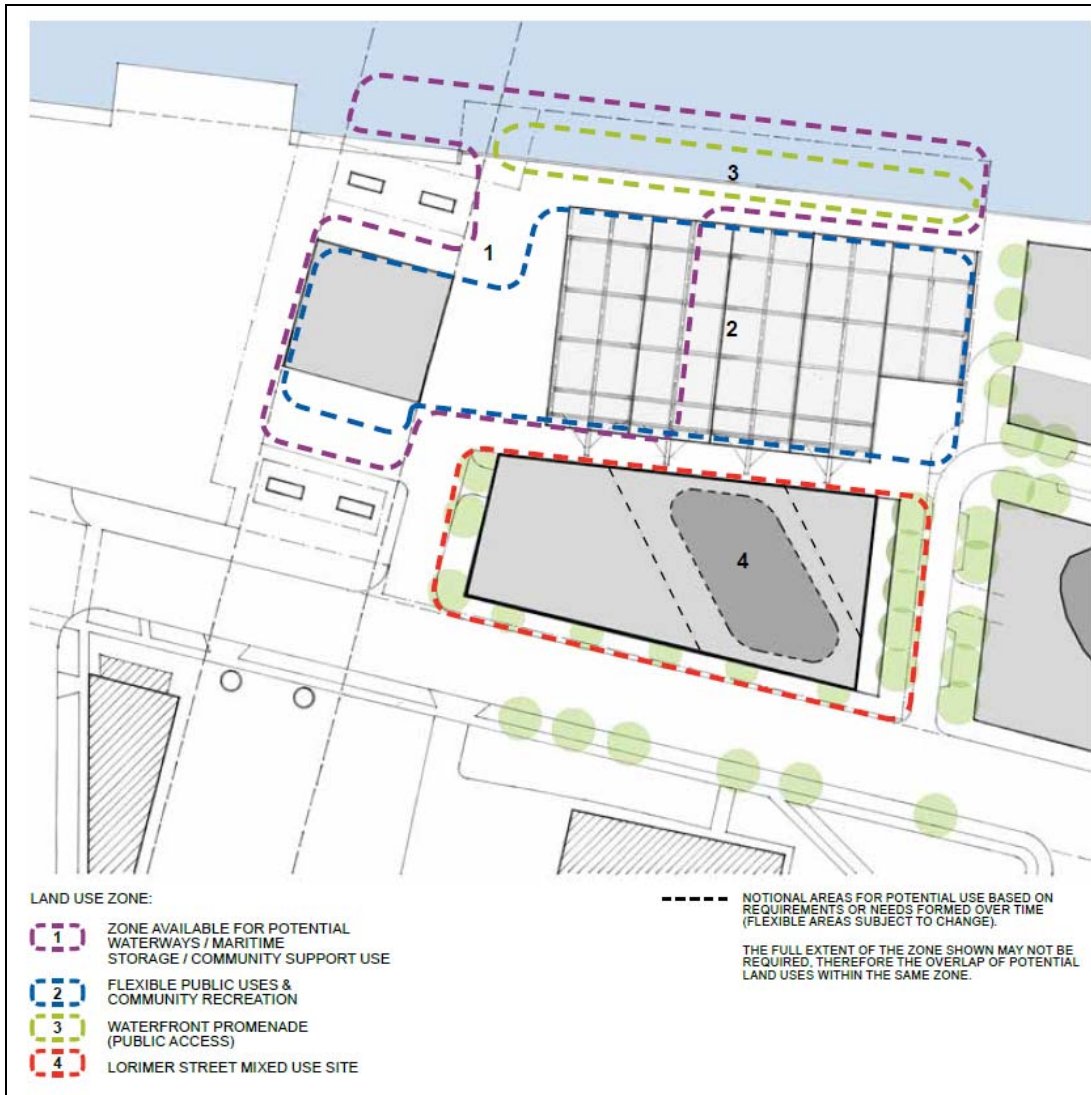 3
1
2
4
LAND USE ZONE:
1
ZONE AVAILABLE FOR POTENTIAL
WATERWAYS / MARITIME
STORAGE / COMMUNITY SUPPORT USE
2
FLEXIBLE PUBLIC USES &
COMMUNITY RECREATION
3
WATERFRONT PROMENADE
(PUBLIC ACCESS)
4
LORIMER STREET MIXED USE SITE
NOTIONAL AREAS FOR POTENTIAL USE BASED ON
REQUIREMENTS OR NEEDS FORMED OVER TIME
(FLEXIBLE AREAS SUBJECT TO CHANGE).
THE FULL EXTENT OF THE ZONE SHOWN MAY NOT BE
REQUIRED, THEREFORE THE OVERLAP OF POTENTIAL
LAND USES WITHIN THE SAME ZONE.